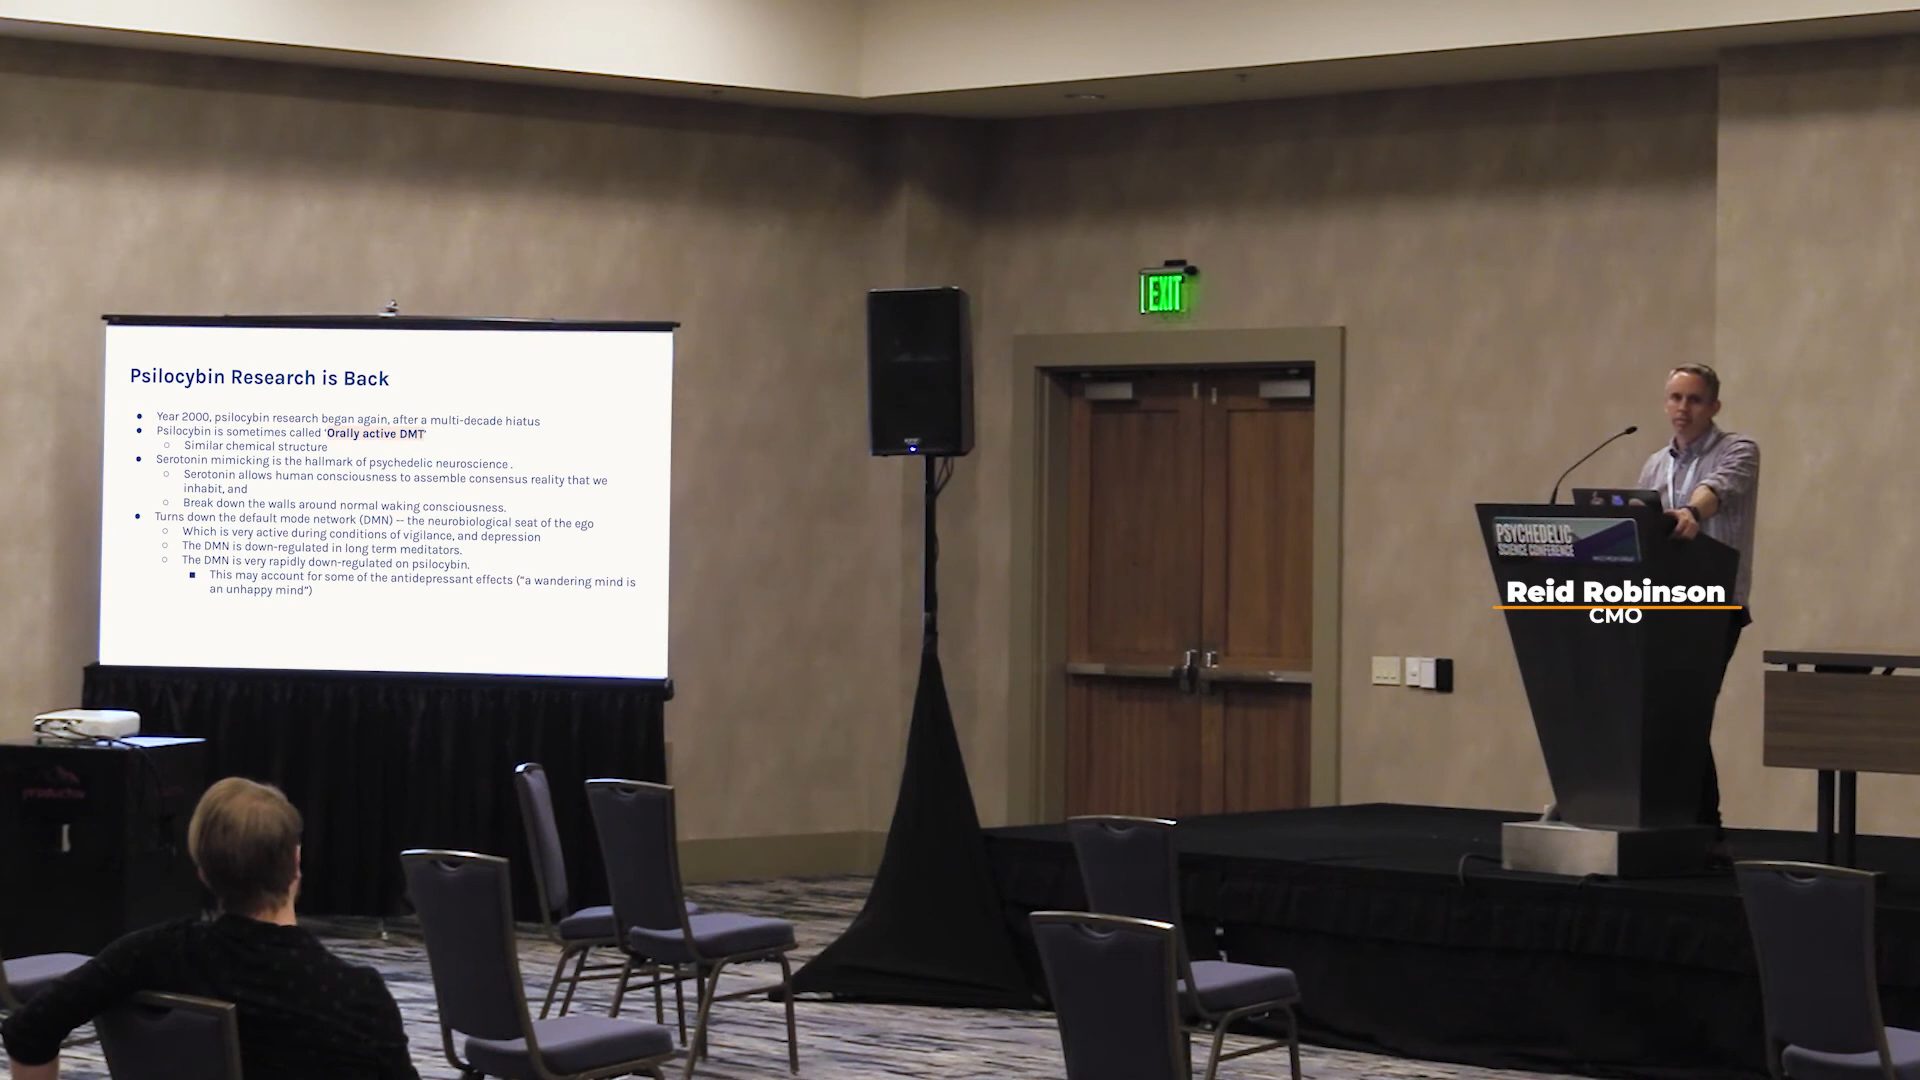 Psilocybin Research is Back
● Year 2000, psilocybin research began again, after a multi-decade hiatus
● Psilocybin is sometimes called ‘Orally active DMT’
○ Similar chemical structure
● Serotonin mimicking is the hallmark of psychedelic neuroscience .
○ Serotonin allows human consciousness to assemble consensus reality that we
inhabit, and
○ Break down the walls around normal waking consciousness.
● Turns down the default mode network (DMN) -- the neurobiological seat of the ego
○ Which is very active during conditions of vigilance, and depression
○ The DMN is down-regulated in long term meditators.
○ The DMN is very rapidly down-regulated on psilocybin.
■ This may account for some of the antidepressant effects (“a wandering mind is
an unhappy mind”)
EXIT
PSYCHEDELIC
SCIENCE CONFERENCE
Reid Robinson
CMO